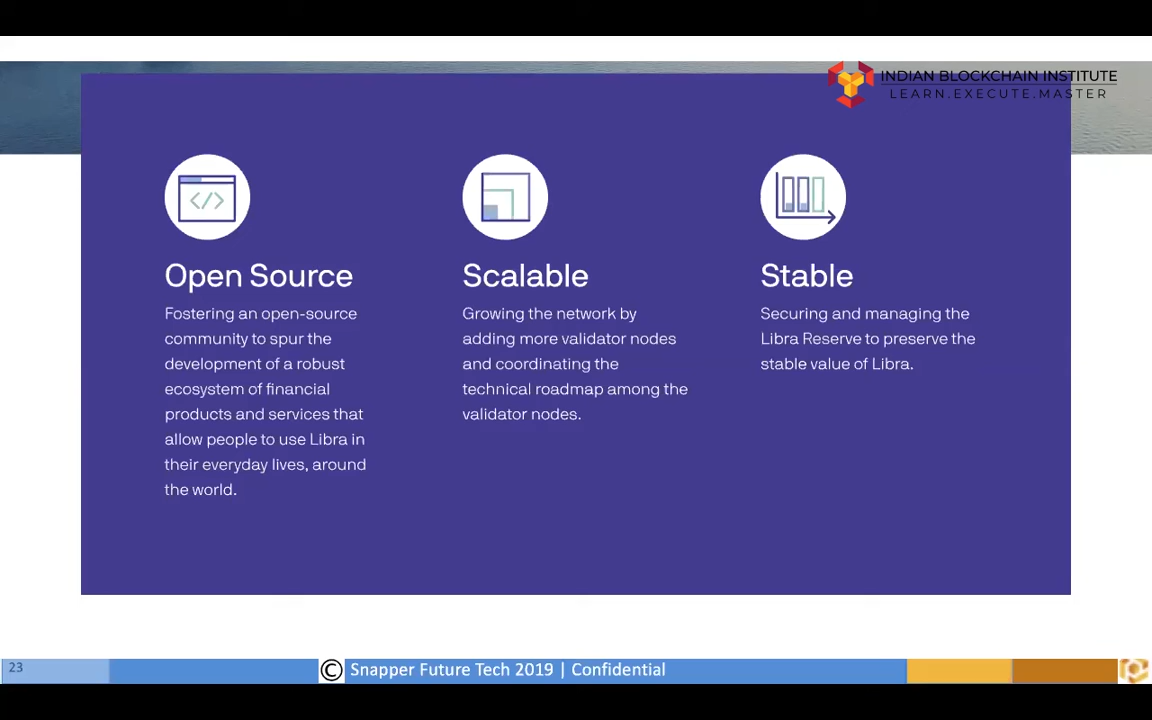 INDIAN BLOCKCHAIN INSTITUTE
LEARN.EXECUTE.MASTER
</>
Open Source
Fostering an open-source
community to spur the
development of a robust
ecosystem of financial
products and services that
allow people to use Libra in
their everyday lives, around
the world.
Scalable
Growing the network by
adding more validator nodes
and coordinating the
technical roadmap among the
validator nodes.
Stable
Securing and managing the
Libra Reserve to preserve the
stable value of Libra.
23
© Snapper Future Tech 2019 | Confidential